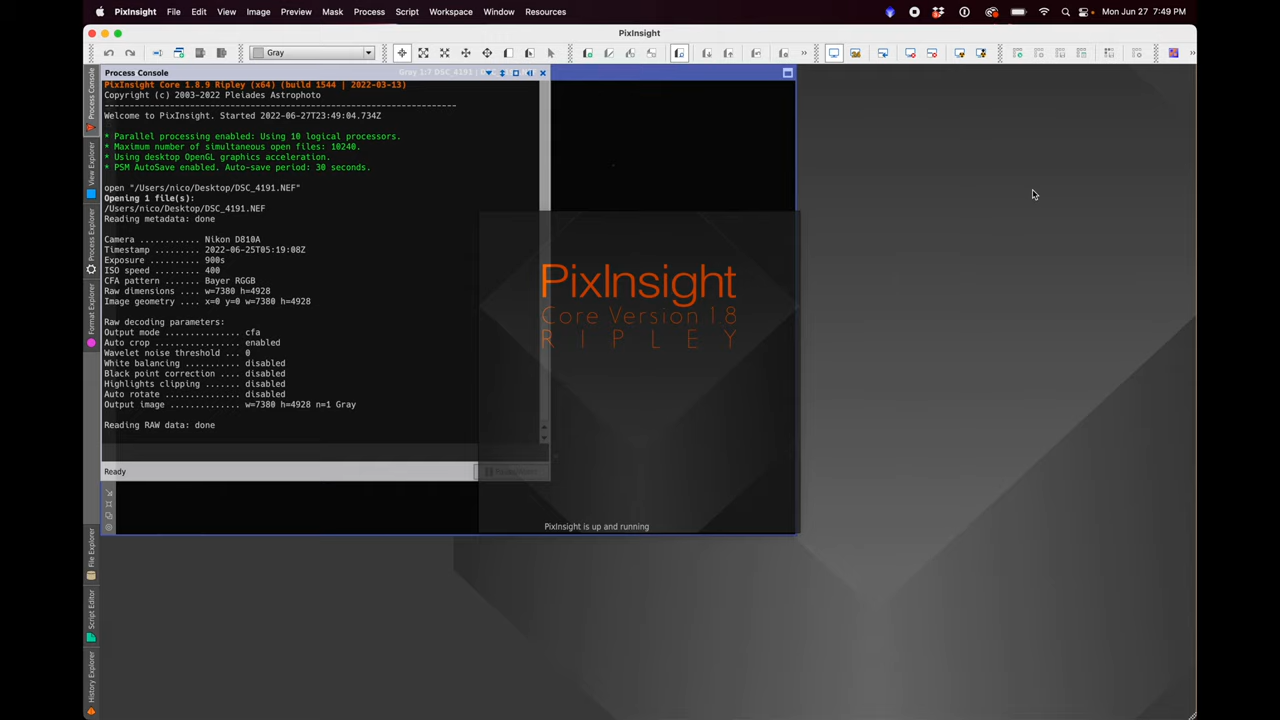 PixInsight File Edit View Image Preview Mask Process Script Workspace Window Resources Mon Jun 27 7:49 PM
PixInsight
Gray
Process Console
Gray 1:7 DSC_4191
PixInsight Core 1.8.9 Ripley (x64) (build 1544 | 2022-03-13)
Copyright (c) 2003-2022 Pleiades Astrophoto
----------------------------------------------------------------
Welcome to PixInsight. Started 2022-06-27T23:49:04.734Z
* Parallel processing enabled: Using 10 logical processors.
* Maximum number of simultaneous open files: 10240.
* Using desktop OpenGL graphics acceleration.
* PSM AutoSave enabled. Auto-save period: 30 seconds.
open "/Users/nico/Desktop/DSC_4191.NEF"
Opening 1 file(s):
/Users/nico/Desktop/DSC_4191.NEF
Reading metadata: done
Camera ............ Nikon D810A
Timestamp ......... 2022-06-25T05:19:08Z
Exposure .......... 900s
ISO speed ......... 400
CFA pattern ....... Bayer RGGB
Raw dimensions .... w=7380 h=4928
Image geometry .... x=0 y=0 w=7380 h=4928
Raw decoding parameters:
Output mode ............... cfa
Auto crop ................. enabled
Wavelet noise threshold ... 0
White balancing ........... disabled
Black point correction .... disabled
Highlights clipping ....... disabled
Auto rotate ............... disabled
Output image .............. w=7380 h=4928 n=1 Gray
Reading RAW data: done
Ready
PixInsight
Core Version 1 8
RIPLEY
PixInsight is up and running
Process Console
View Explorer
Process Explorer
Format Explorer
File Explorer
Script Editor
History Explorer